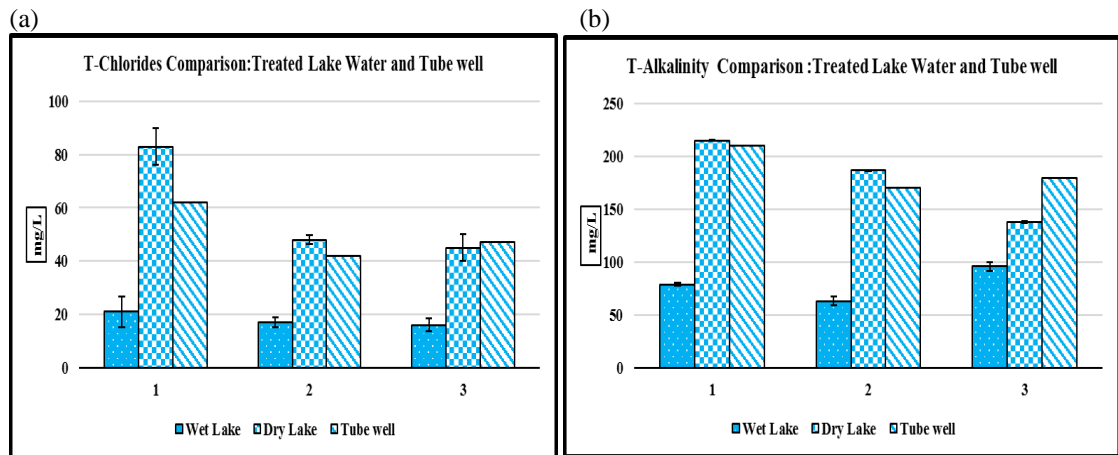 (a)
T-Chlorides Comparison:Treated Lake Water and Tube well
100
80
60
40
20
0
mg/L
1 2 3
Wet Lake Dry Lake Tube well
(b)
T-Alkalinity Comparison :Treated Lake Water and Tube well
250
200
150
100
50
0
mg/L
1 2 3
Wet Lake Dry Lake Tube well